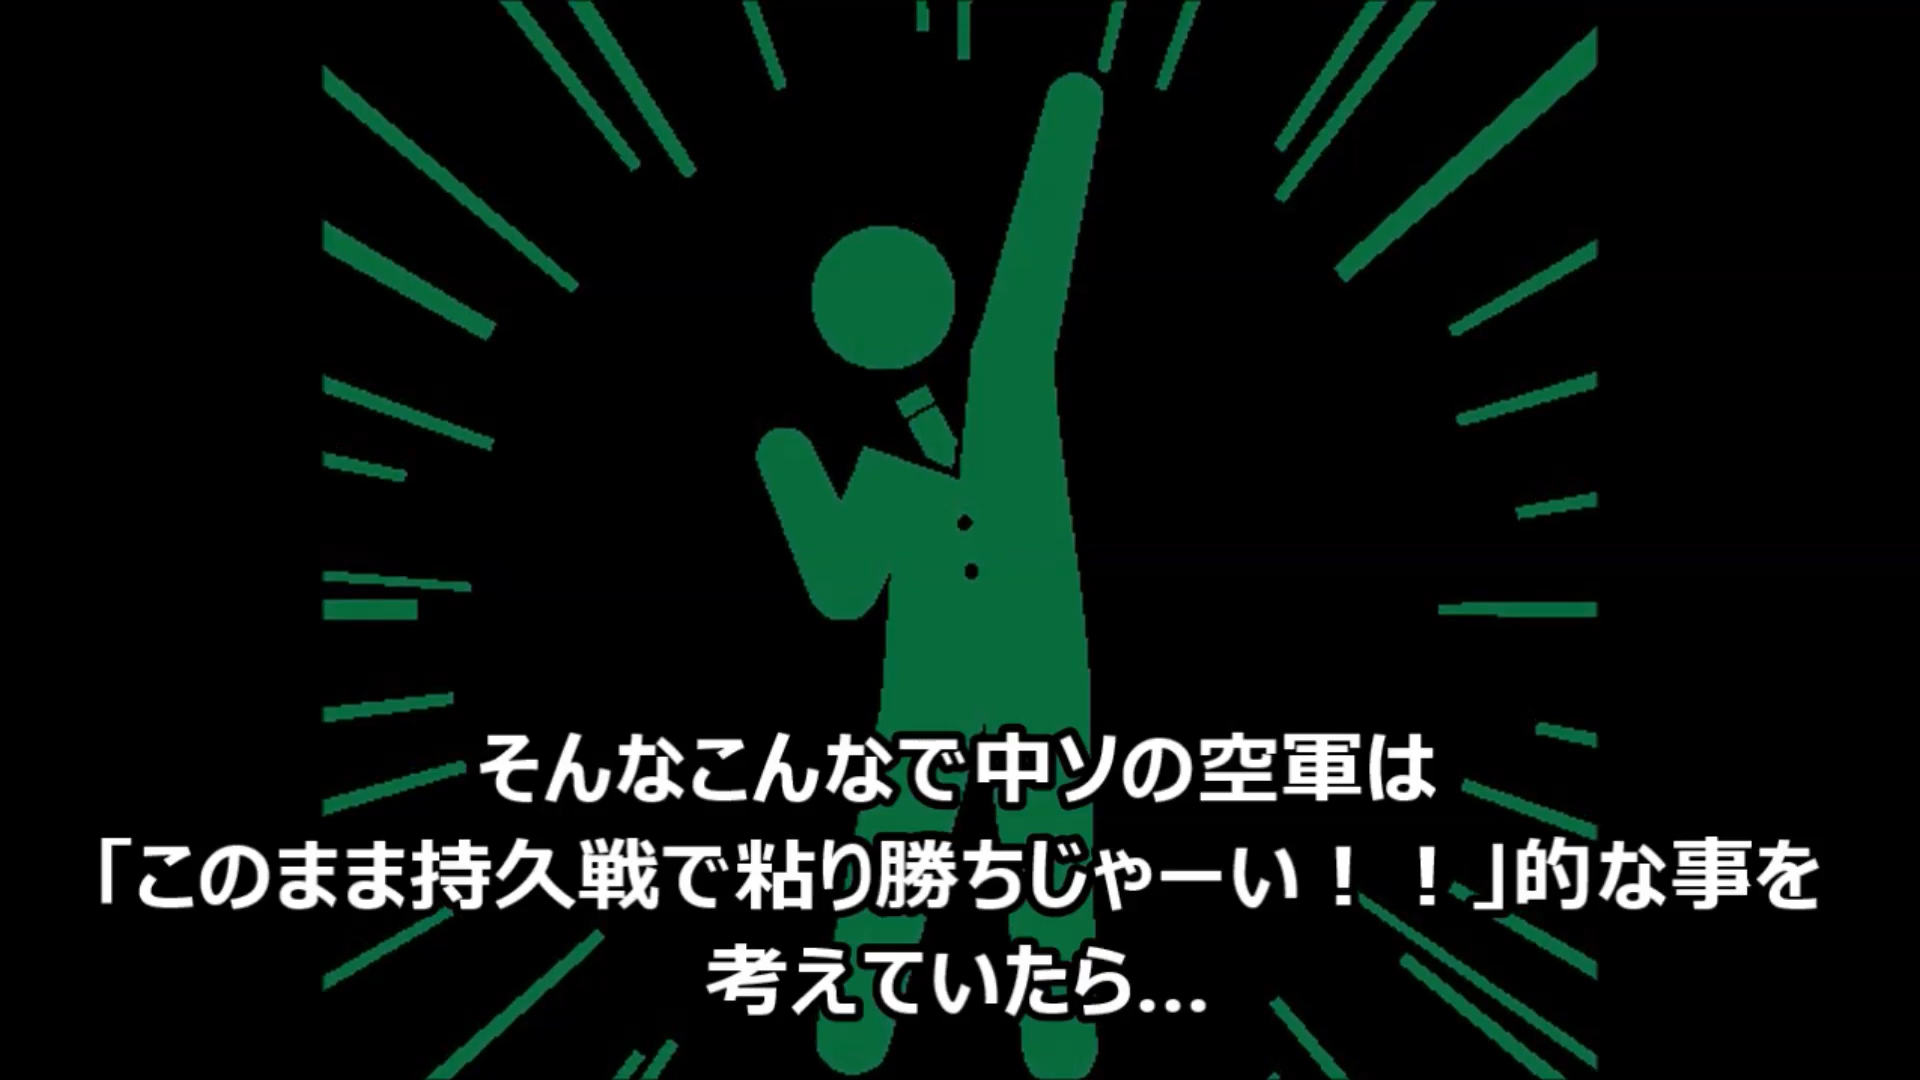 そんなこんなで中ソの空軍は
「このまま持久戦で粘り勝ちじゃーい！！」的な事を
考えていたら...